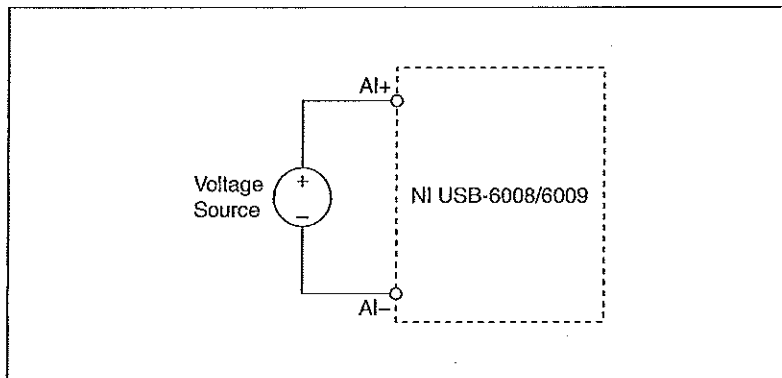 AI+
Voltage
Source
+
−
NI USB-6008/6009
AI−